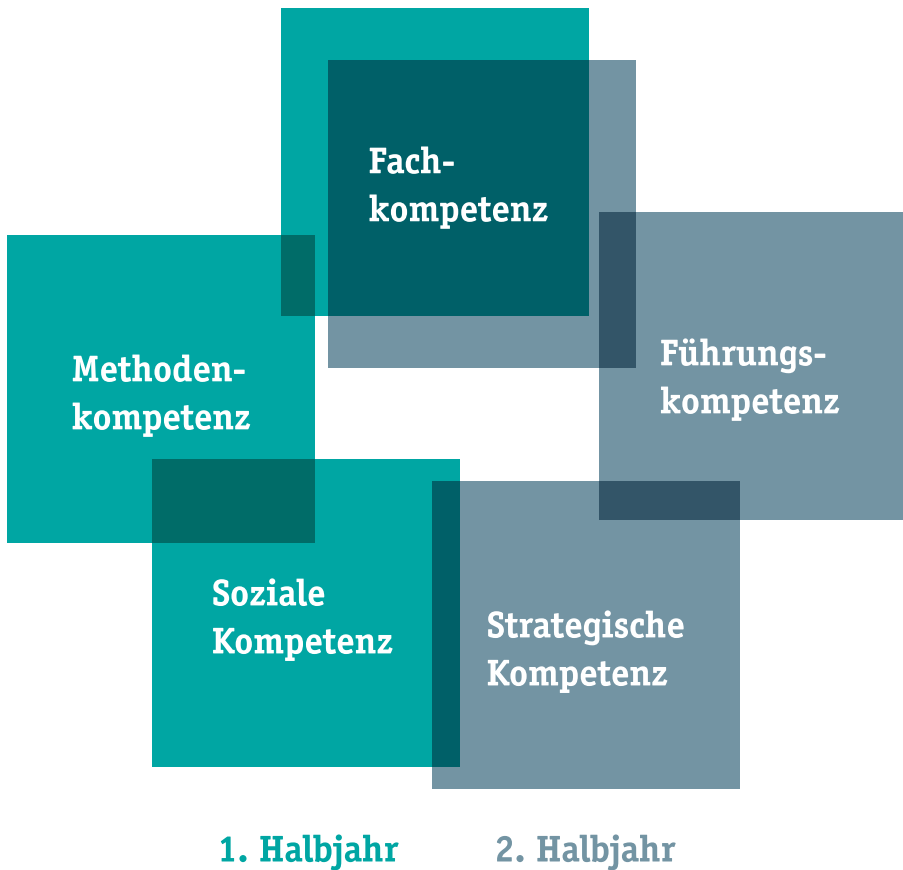 Fach-
kompetenz
Methoden-
kompetenz
Führungs-
kompetenz
Soziale
Kompetenz
Strategische
Kompetenz
1. Halbjahr
2. Halbjahr